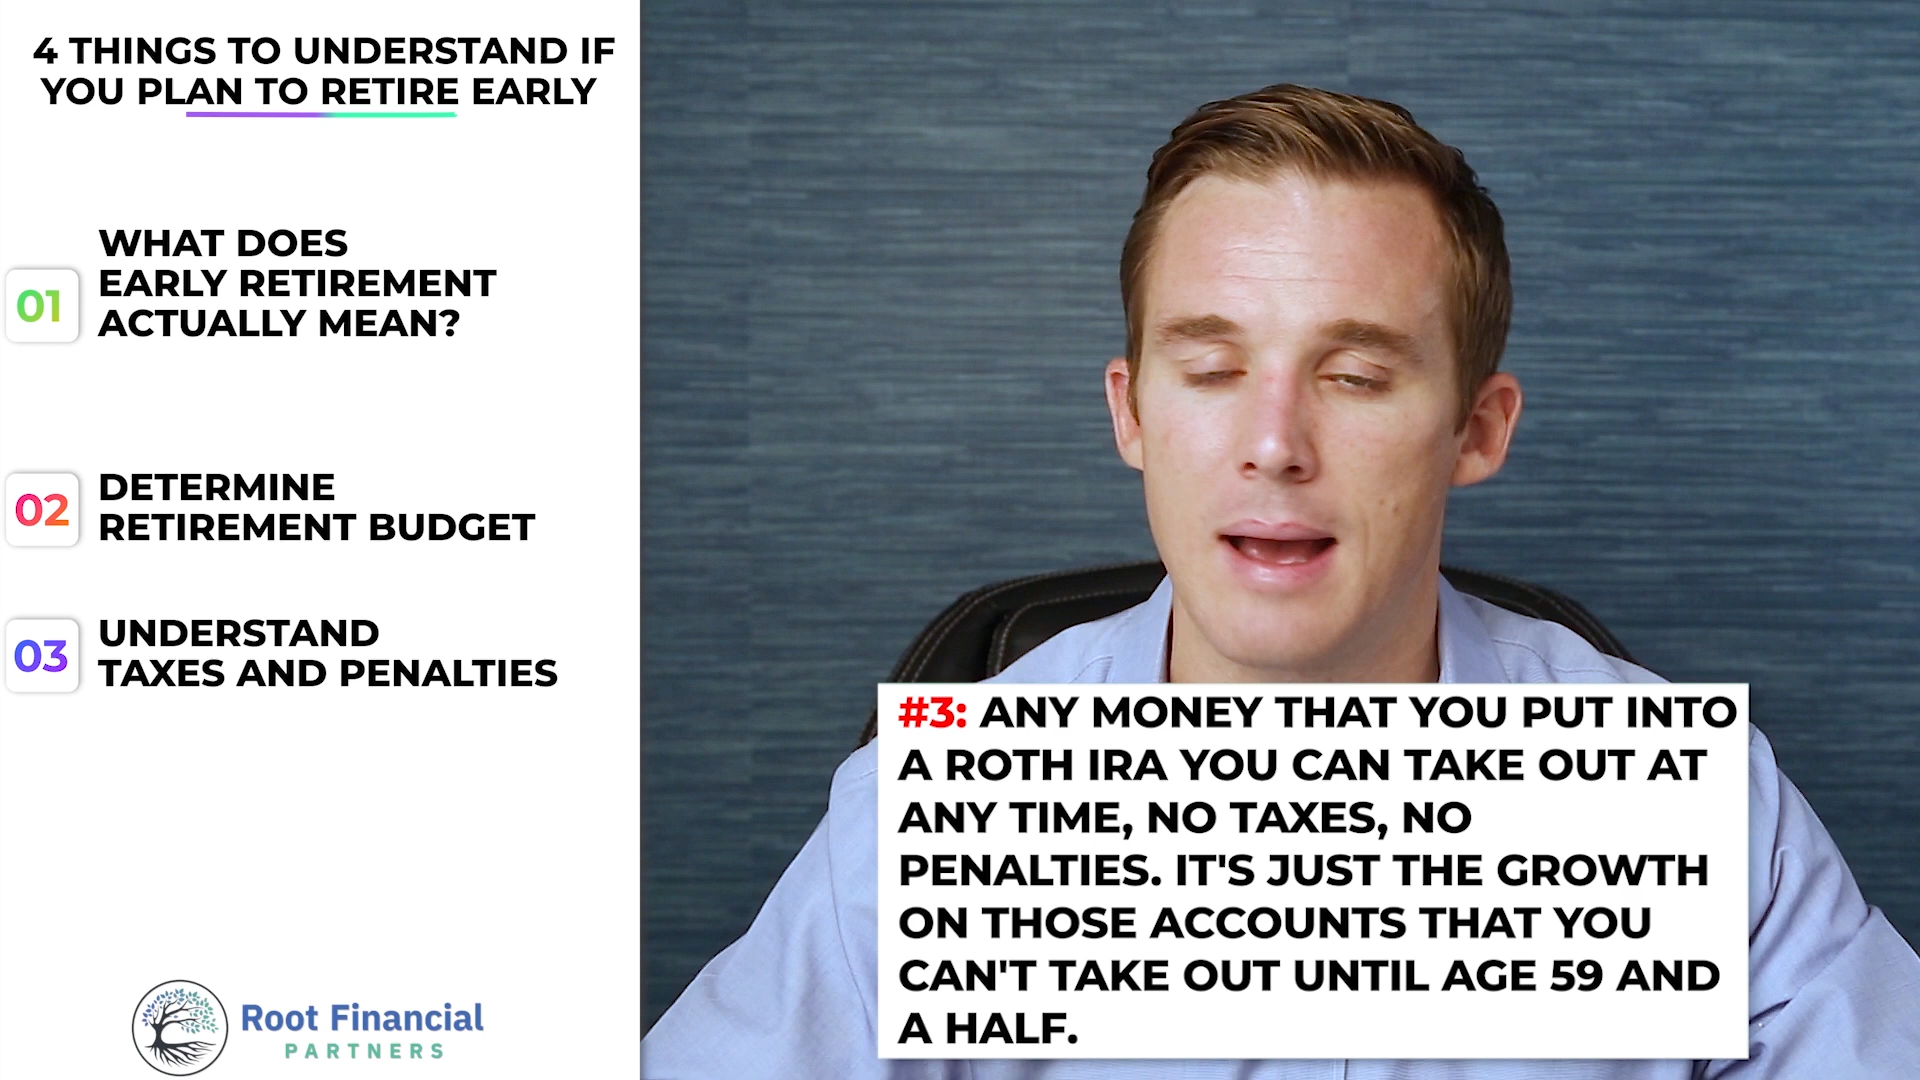 4 THINGS TO UNDERSTAND IF
YOU PLAN TO RETIRE EARLY
01
WHAT DOES
EARLY RETIREMENT
ACTUALLY MEAN?
02
DETERMINE
RETIREMENT BUDGET
03
UNDERSTAND
TAXES AND PENALTIES
Root Financial
PARTNERS
#3: ANY MONEY THAT YOU PUT INTO
A ROTH IRA YOU CAN TAKE OUT AT
ANY TIME, NO TAXES, NO
PENALTIES. IT'S JUST THE GROWTH
ON THOSE ACCOUNTS THAT YOU
CAN'T TAKE OUT UNTIL AGE 59 AND
A HALF.